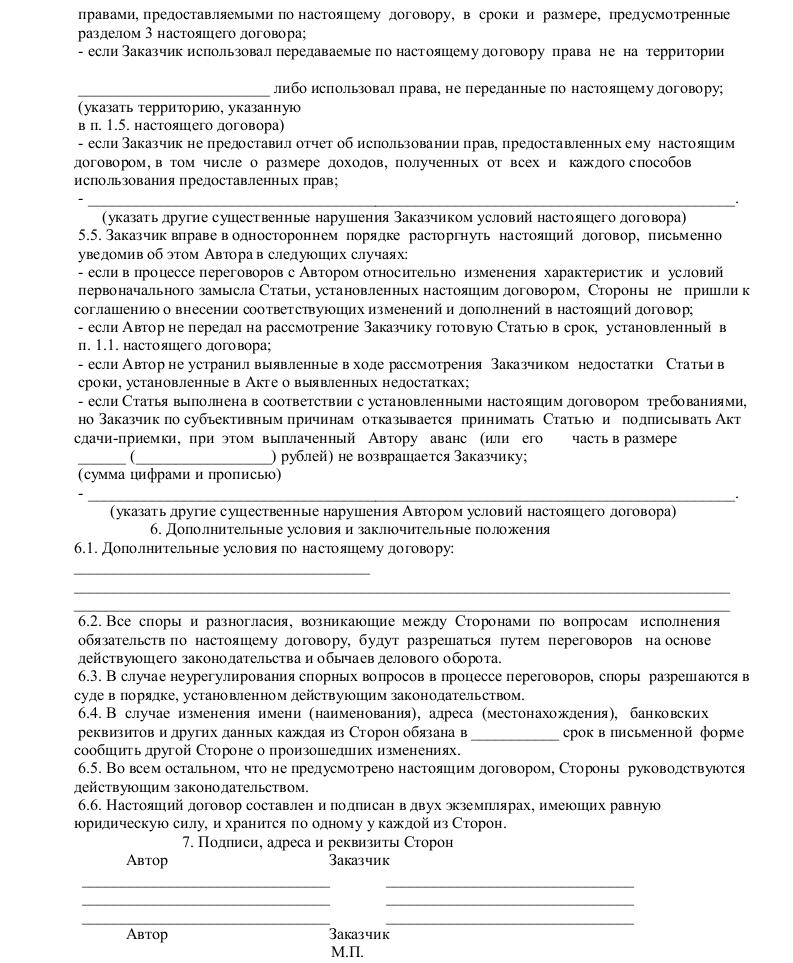 правами, предоставляемыми по настоящему договору, в сроки и размере, предусмотренные
разделом 3 настоящего договора;
- если Заказчик использовал передаваемые по настоящему договору права не на территории
________________________ либо использовал права, не переданные по настоящему договору;
(указать территорию, указанную
в п. 1.5. настоящего договора)
- если Заказчик не предоставил отчет об использовании прав, предоставленных ему настоящим
договором, в том числе о размере доходов, полученных от всех и каждого способов
использования предоставленных прав;
- ________________________________________________________________________________.
(указать другие существенные нарушения Заказчиком условий настоящего договора)
5.5. Заказчик вправе в одностороннем порядке расторгнуть настоящий договор, письменно
уведомив об этом Автора в следующих случаях:
- если в процессе переговоров с Автором относительно изменения характеристик и условий
первоначального замысла Статьи, установленных настоящим договором, Стороны не пришли к
соглашению о внесении соответствующих изменений и дополнений в настоящий договор;
- если Автор не передал на рассмотрение Заказчику готовую Статью в срок, установленный в
п. 1.1. настоящего договора;
- если Автор не устранил выявленные в ходе рассмотрения Заказчиком недостатки Статьи в
сроки, установленные в Акте о выявленных недостатках;
- если Статья выполнена в соответствии с установленными настоящим договором требованиями,
но Заказчик по субъективным причинам отказывается принимать Статью и подписывать Акт
сдачи-приемки, при этом выплаченный Автору аванс (или его часть в размере
______ (_________________) рублей) не возвращается Заказчику;
(сумма цифрами и прописью)
- ________________________________________________________________________________.
(указать другие существенные нарушения Автором условий настоящего договора)
6. Дополнительные условия и заключительные положения
6.1. Дополнительные условия по настоящему договору:
_____________________________________
__________________________________________________________________________________
__________________________________________________________________________________
6.2. Все споры и разногласия, возникающие между Сторонами по вопросам исполнения
обязательств по настоящему договору, будут разрешаться путем переговоров на основе
действующего законодательства и обычаев делового оборота.
6.3. В случае неурегулирования спорных вопросов в процессе переговоров, споры разрешаются в
суде в порядке, установленном действующим законодательством.
6.4. В случае изменения имени (наименования), адреса (местонахождения), банковских
реквизитов и других данных каждая из Сторон обязана в ___________ срок в письменной форме
сообщить другой Стороне о произошедших изменениях.
6.5. Во всем остальном, что не предусмотрено настоящим договором, Стороны руководствуются
действующим законодательством.
6.6. Настоящий договор составлен и подписан в двух экземплярах, имеющих равную
юридическую силу, и хранится по одному у каждой из Сторон.
7. Подписи, адреса и реквизиты Сторон
Автор Заказчик
_______________________________ _______________________________
_______________________________ _______________________________
_______________________________ _______________________________
Автор Заказчик
М.П.